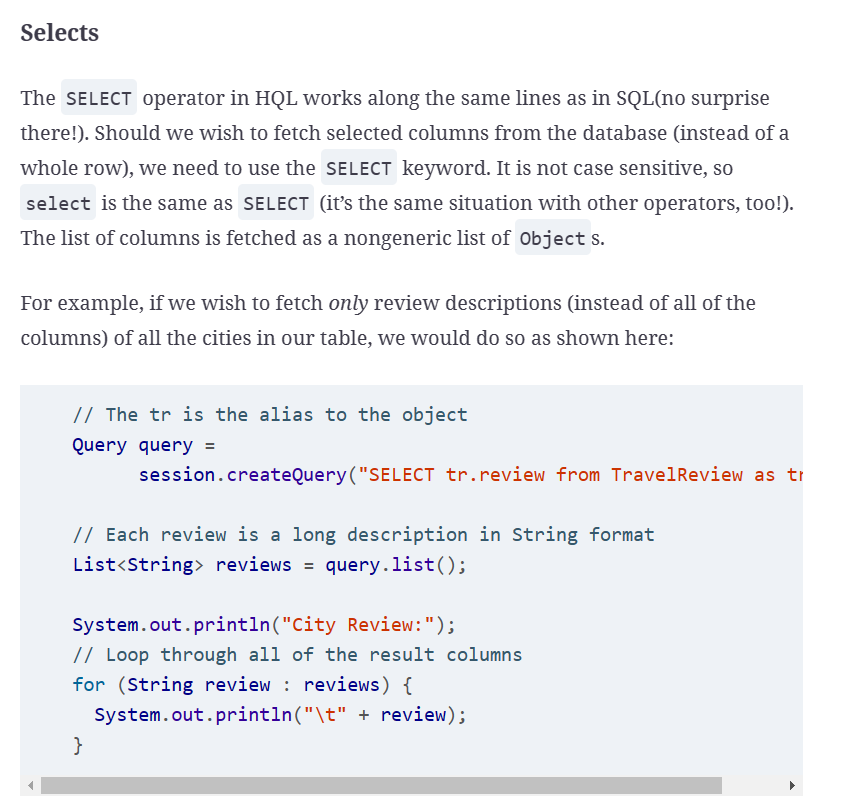 Selects
The SELECT operator in HQL works along the same lines as in SQL(no surprise
there!). Should we wish to fetch selected columns from the database (instead of a
whole row), we need to use the SELECT keyword. It is not case sensitive, so
select is the same as SELECT (it’s the same situation with other operators, too!).
The list of columns is fetched as a nongeneric list of Objects.
For example, if we wish to fetch only review descriptions (instead of all of the
columns) of all the cities in our table, we would do so as shown here:
// The tr is the alias to the object
Query query =
session.createQuery("SELECT tr.review from TravelReview as tr
// Each review is a long description in String format
List<String> reviews = query.list();
System.out.println("City Review:");
// Loop through all of the result columns
for (String review : reviews) {
System.out.println("\t" + review);
}